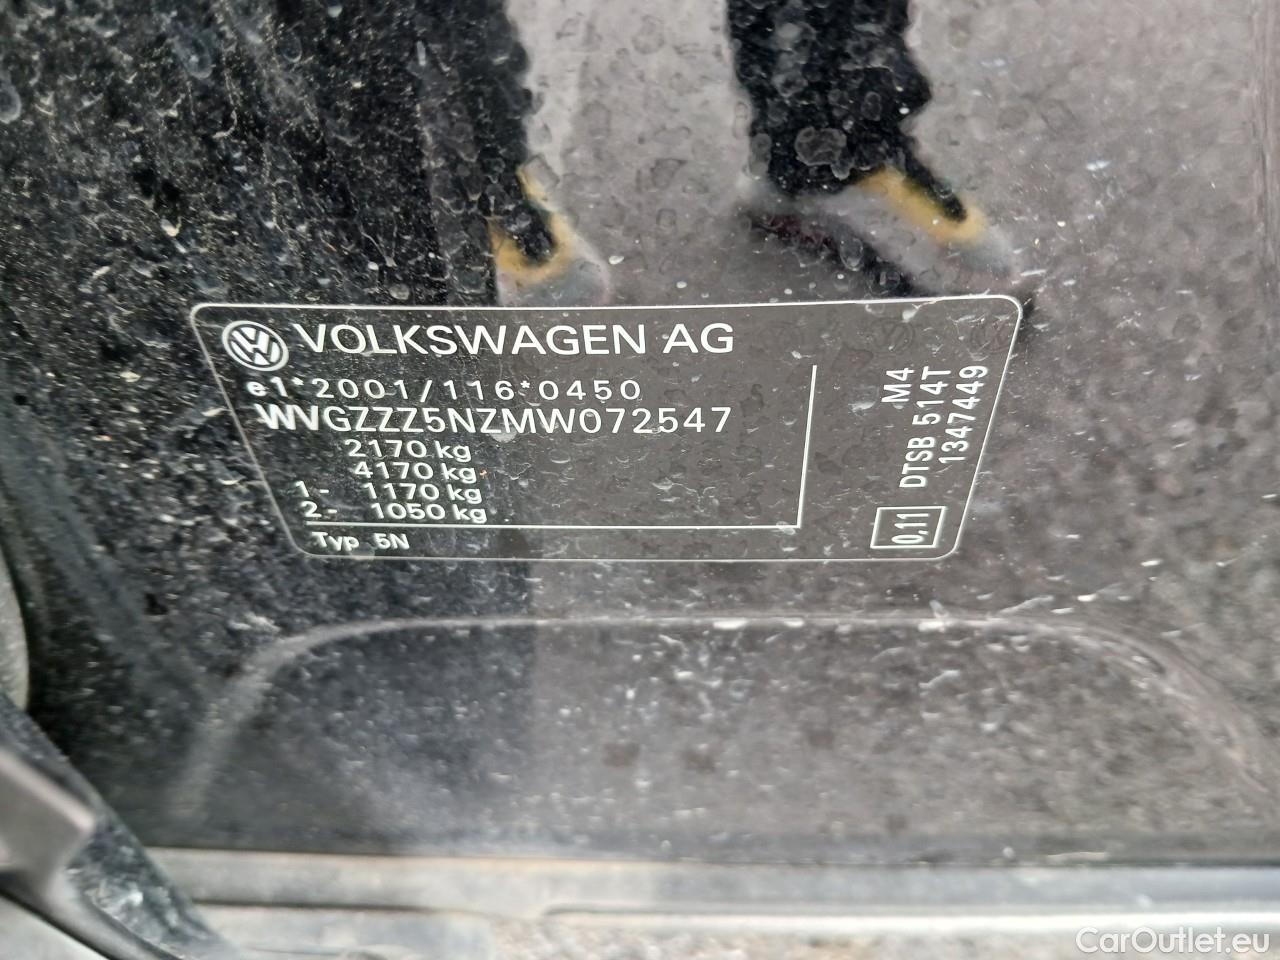 VOLKSWAGEN AG
e1*2001/116*0450
WVGZZZ5NZMW072547
2170 kg
4170 kg
1- 1170 kg
2- 1050 kg
Typ 5N
M4
DTSB 514T
1347449
0,11
CarOutlet.eu